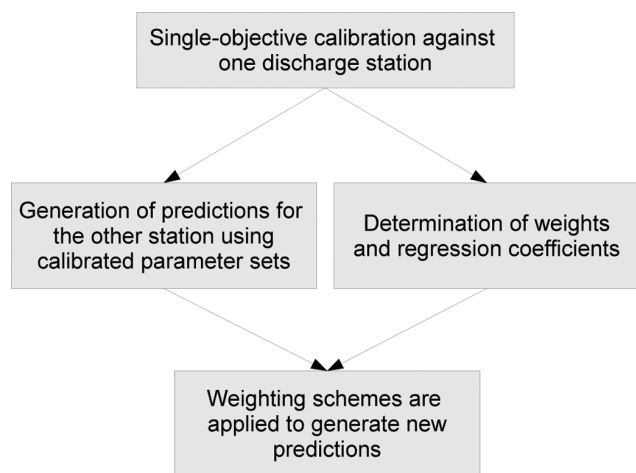 Single-objective calibration against
one discharge station
Generation of predictions for
the other station using
calibrated parameter sets
Determination of weights
and regression coefficients
Weighting schemes are
applied to generate new
predictions